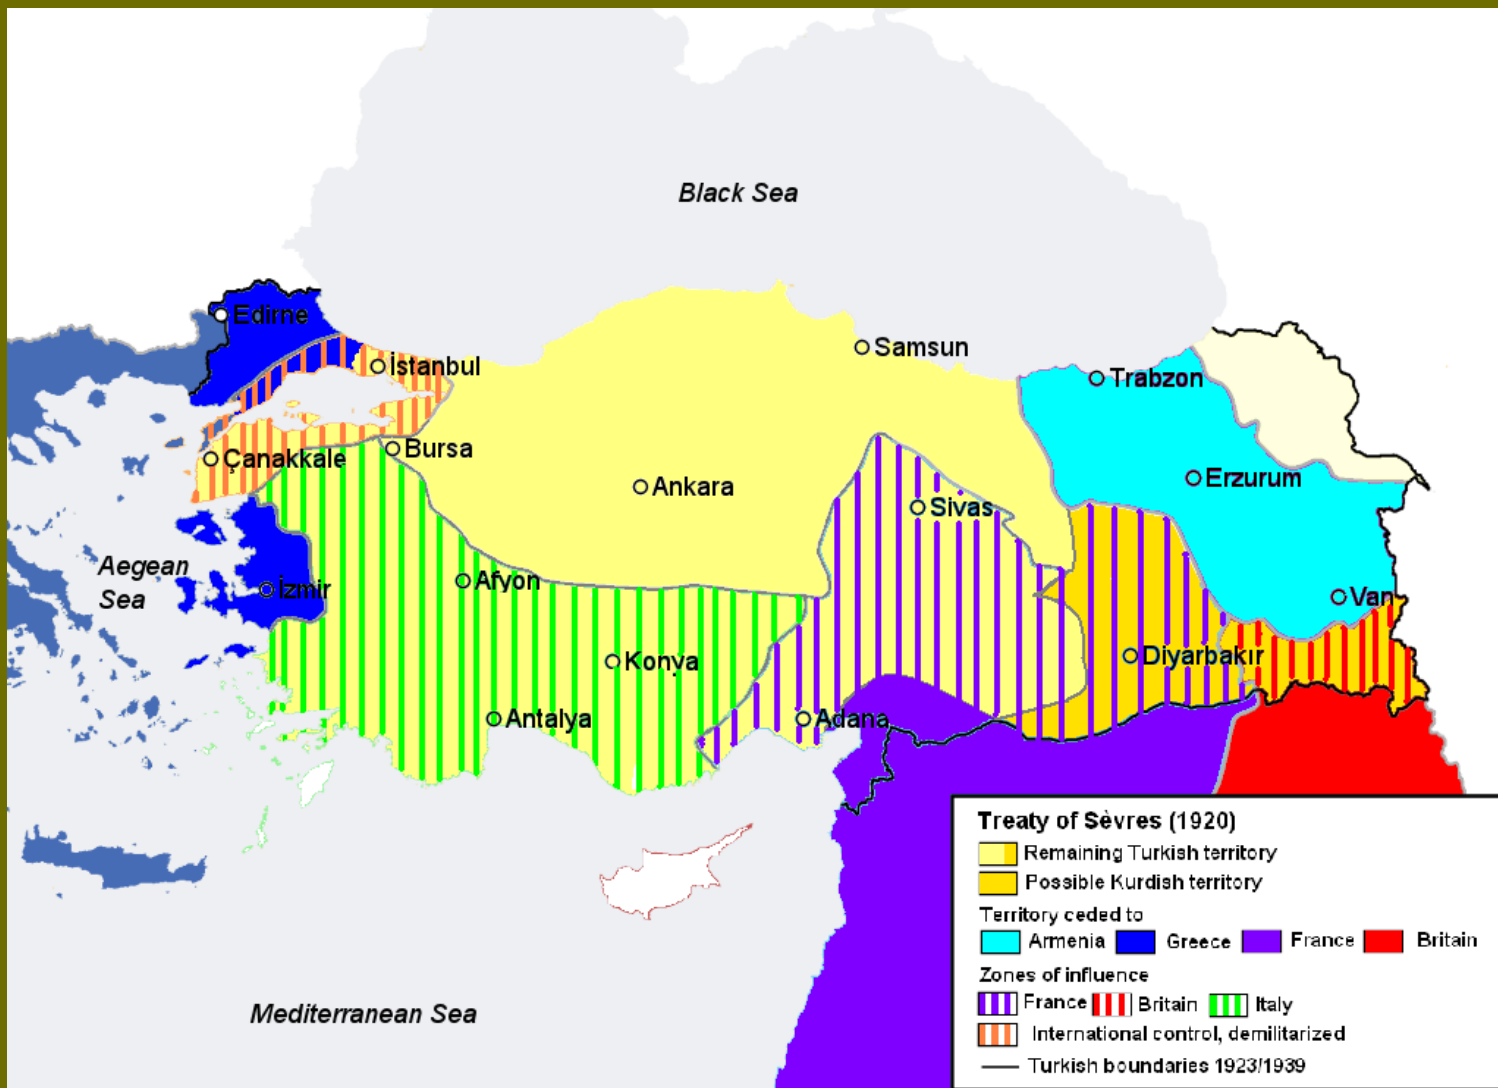 Black Sea
Edirne
İstanbul
Samsun
Trabzon
Bursa
Çanakkale
Ankara
Erzurum
Sivas
Aegean
Sea
İzmir
Afyon
Van
Konya
Diyarbakır
Antalya
Adana
Mediterranean Sea
Treaty of Sèvres (1920)
Remaining Turkish territory
Possible Kurdish territory
Territory ceded to
Armenia Greece France Britain
Zones of influence
France Britain Italy
International control, demilitarized
Turkish boundaries 1923/1939